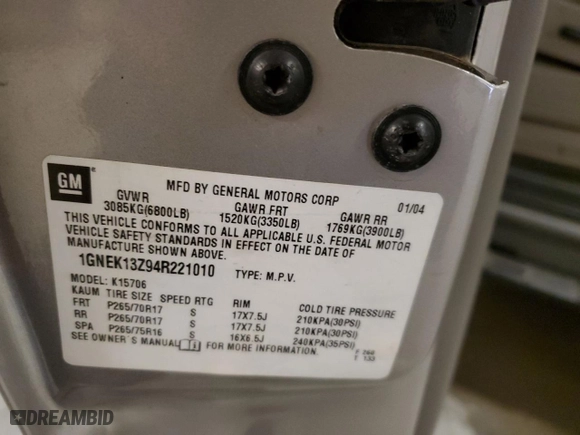 GM
MFD BY GENERAL MOTORS CORP 01/04
GVWR GAWR FRT GAWR RR
3085KG(6800LB) 1520KG(3350LB) 1769KG(3900LB)
THIS VEHICLE CONFORMS TO ALL APPLICABLE U.S. FEDERAL MOTOR
VEHICLE SAFETY STANDARDS IN EFFECT ON THE DATE OF
MANUFACTURE SHOWN ABOVE.
1GNEK13Z94R221010 TYPE: M.P.V.
MODEL: K15706
KAUM TIRE SIZE SPEED RTG RIM COLD TIRE PRESSURE
FRT P265/70R17 S 17X7.5J 210KPA(30PSI)
RR P265/70R17 S 17X7.5J 210KPA(30PSI)
SPA P265/75R16 S 16X6.5J 240KPA(35PSI)
SEE OWNER'S MANUAL FOR MORE INFORMATION.
F 260
T 133
DREAMBID